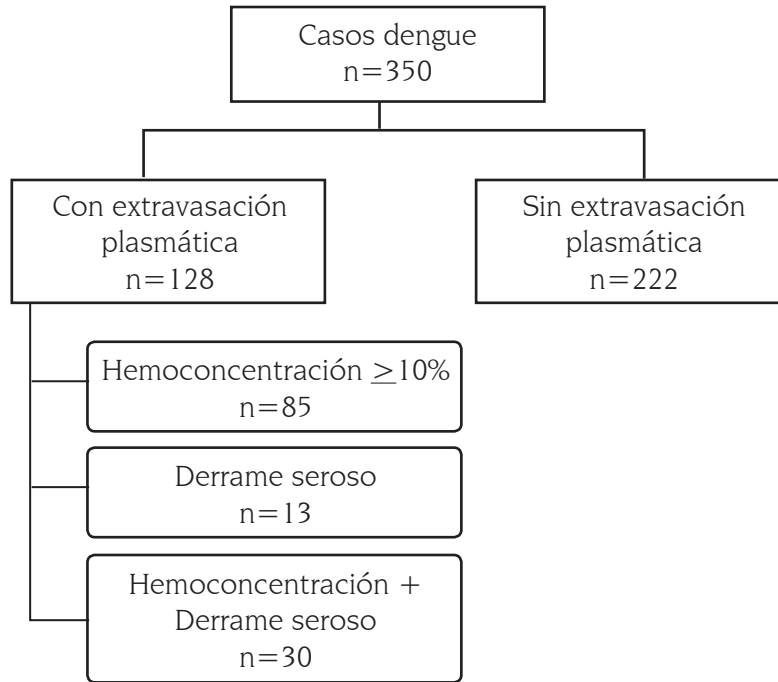 Casos dengue
n=350
Con extravasación
plasmática
n=128
Sin extravasación
plasmática
n=222
Hemoconcentración ≥10%
n=85
Derrame seroso
n=13
Hemoconcentración +
Derrame seroso
n=30